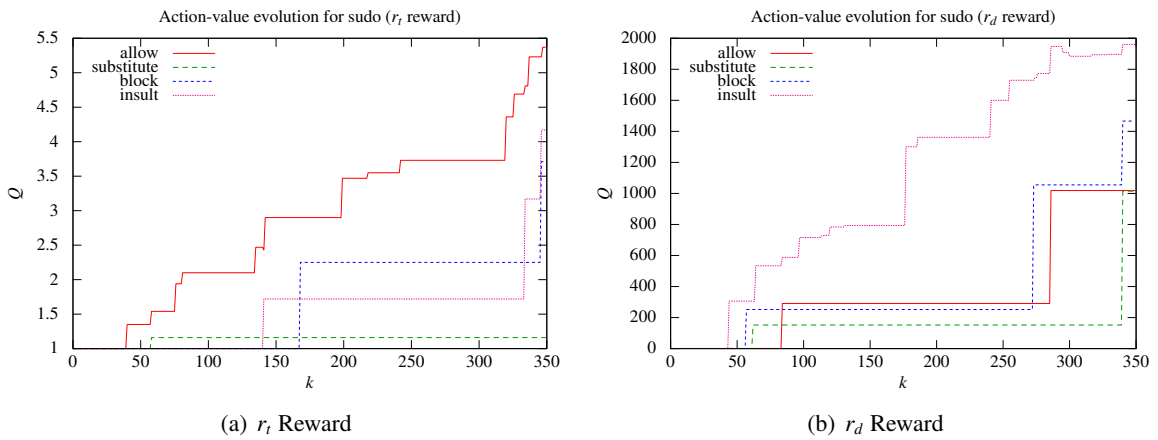 Action-value evolution for sudo (r_t reward)
5.5
5
4.5
4
3.5
3
2.5
2
1.5
1
Q
allow
substitute
block
insult
0 50 100 150 200 250 300 350
k
(a) r_t Reward
Action-value evolution for sudo (r_d reward)
2000
1800
1600
1400
1200
1000
800
600
400
200
0
Q
allow
substitute
block
insult
0 50 100 150 200 250 300 350
k
(b) r_d Reward